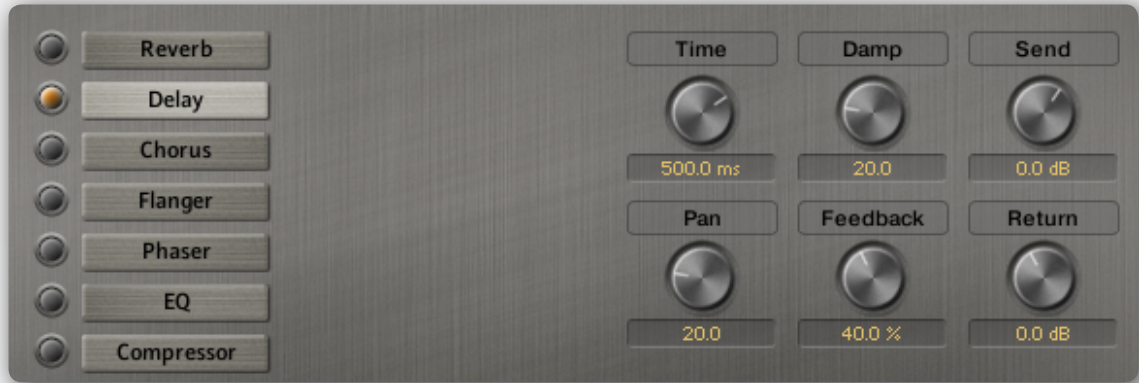 Reverb
Delay
Chorus
Flanger
Phaser
EQ
Compressor
Time
Damp
Send
500.0 ms
20.0
0.0 dB
Pan
Feedback
Return
20.0
40.0 %
0.0 dB